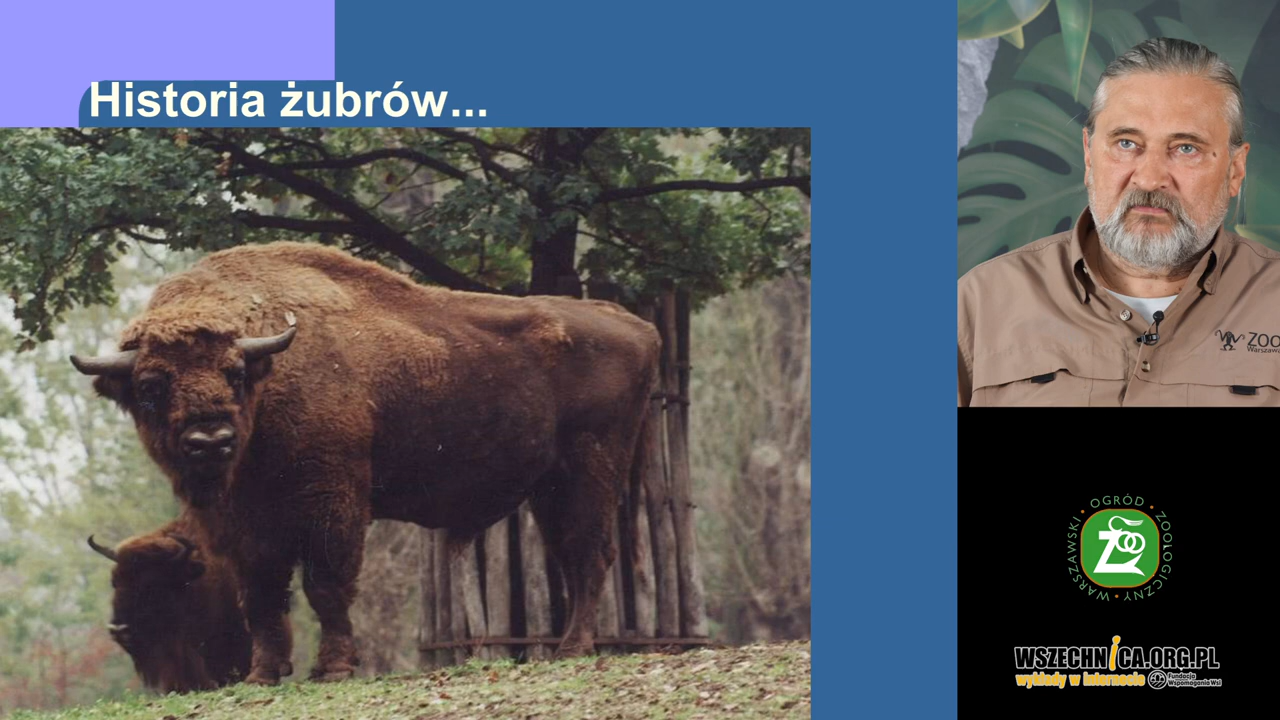 Historia żubrów...
ZOO
Warszawa
WARSZAWSKI • OGRÓD • ZOOLOGICZNY •
WSZECHNICA.ORG.PL
wykłady w internecie
Fundacja
Wspomagania Wsi